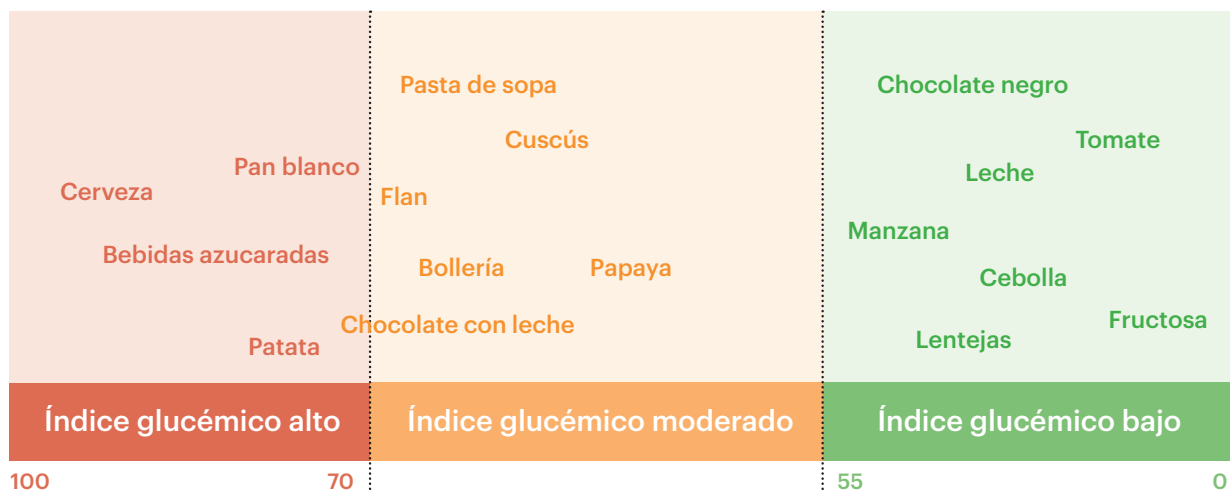 Pasta de sopa
Chocolate negro
Cuscús
Tomate
Pan blanco
Leche
Cerveza
Flan
Manzana
Bebidas azucaradas
Bollería
Papaya
Cebolla
Chocolate con leche
Fructosa
Patata
Lentejas
Índice glucémico alto
Índice glucémico moderado
Índice glucémico bajo
100
70
55
0